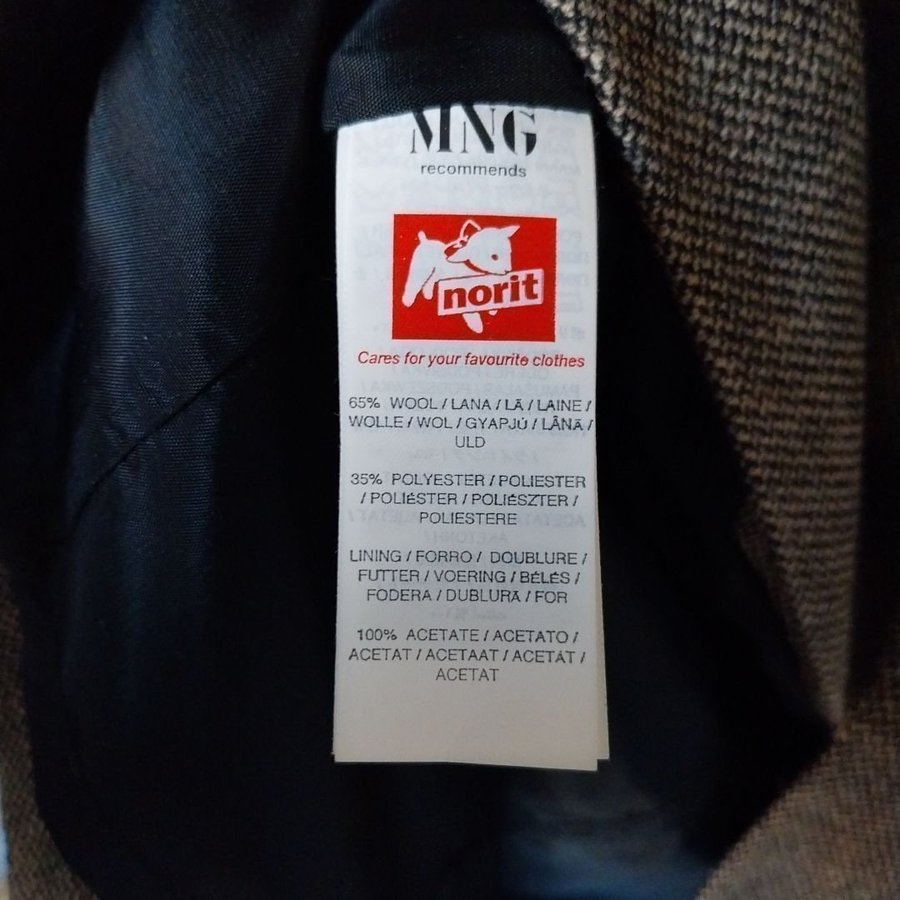 MNG
recommends
norit
Cares for your favourite clothes
65% WOOL / LANA / LÃ / LAINE /
WOLLE / WOL / GYAPJÚ / LÂNĂ /
ULD
35% POLYESTER / POLIESTER
/ POLIÉSTER / POLIÉSZTER /
POLIESTERE
LINING / FORRO / DOUBLURE /
FUTTER / VOERING / BÉLÉS /
FODERA / DUBLURĂ / FOR
100% ACETATE / ACETATO /
ACETAT / ACETAAT / ACETÁT /
ACETAT